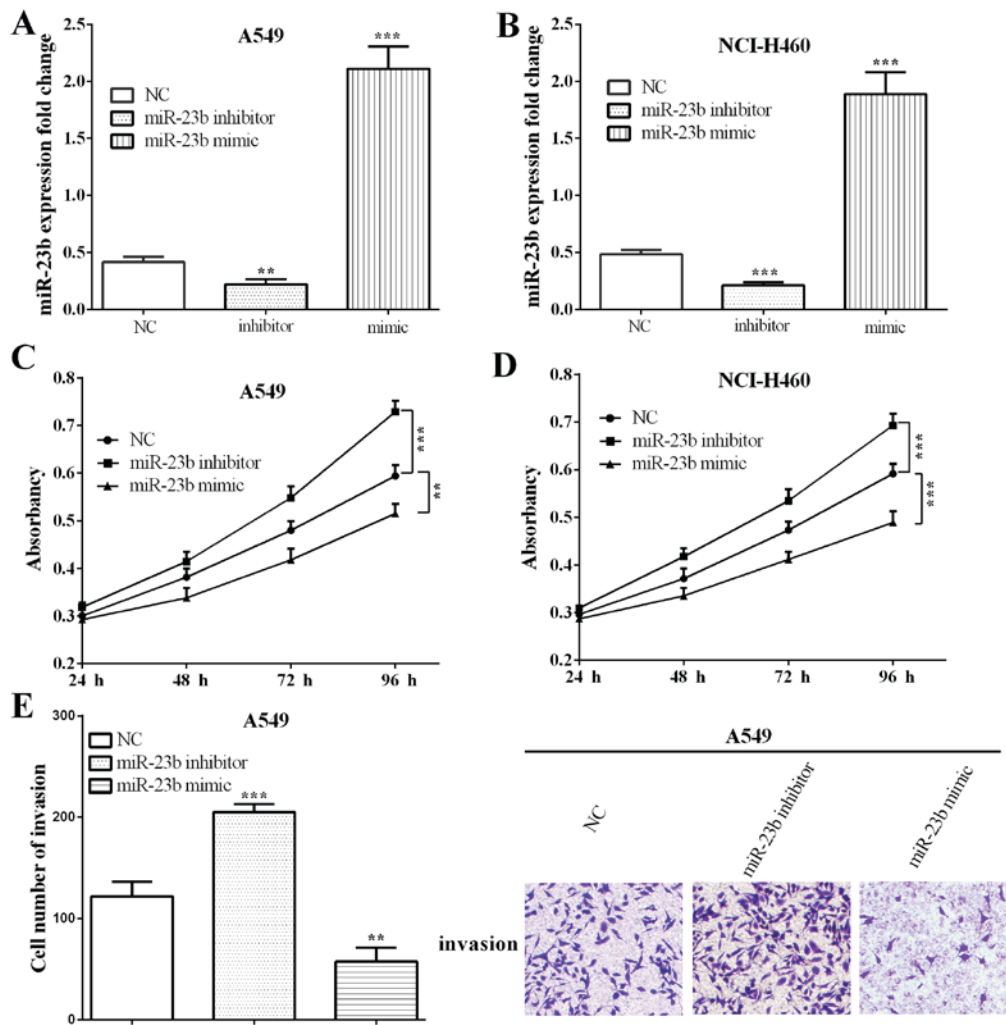 A
A549
miR-23b expression fold change
2.5
2.0
1.5
1.0
0.5
0.0
***
NC
miR-23b inhibitor
miR-23b mimic
**
NC
inhibitor
mimic
B
NCI-H460
miR-23b expression fold change
2.5
2.0
1.5
1.0
0.5
0.0
***
NC
miR-23b inhibitor
miR-23b mimic
***
NC
inhibitor
mimic
C
A549
Absorbancy
0.8
0.7
0.6
0.5
0.4
0.3
0.2
NC
miR-23b inhibitor
miR-23b mimic
***
**
24 h
48 h
72 h
96 h
D
NCI-H460
Absorbancy
0.8
0.7
0.6
0.5
0.4
0.3
0.2
NC
miR-23b inhibitor
miR-23b mimic
***
***
24 h
48 h
72 h
96 h
E
A549
Cell number of invasion
300
200
100
0
NC
miR-23b inhibitor
miR-23b mimic
***
**
A549
NC
miR-23b inhibitor
miR-23b mimic
invasion